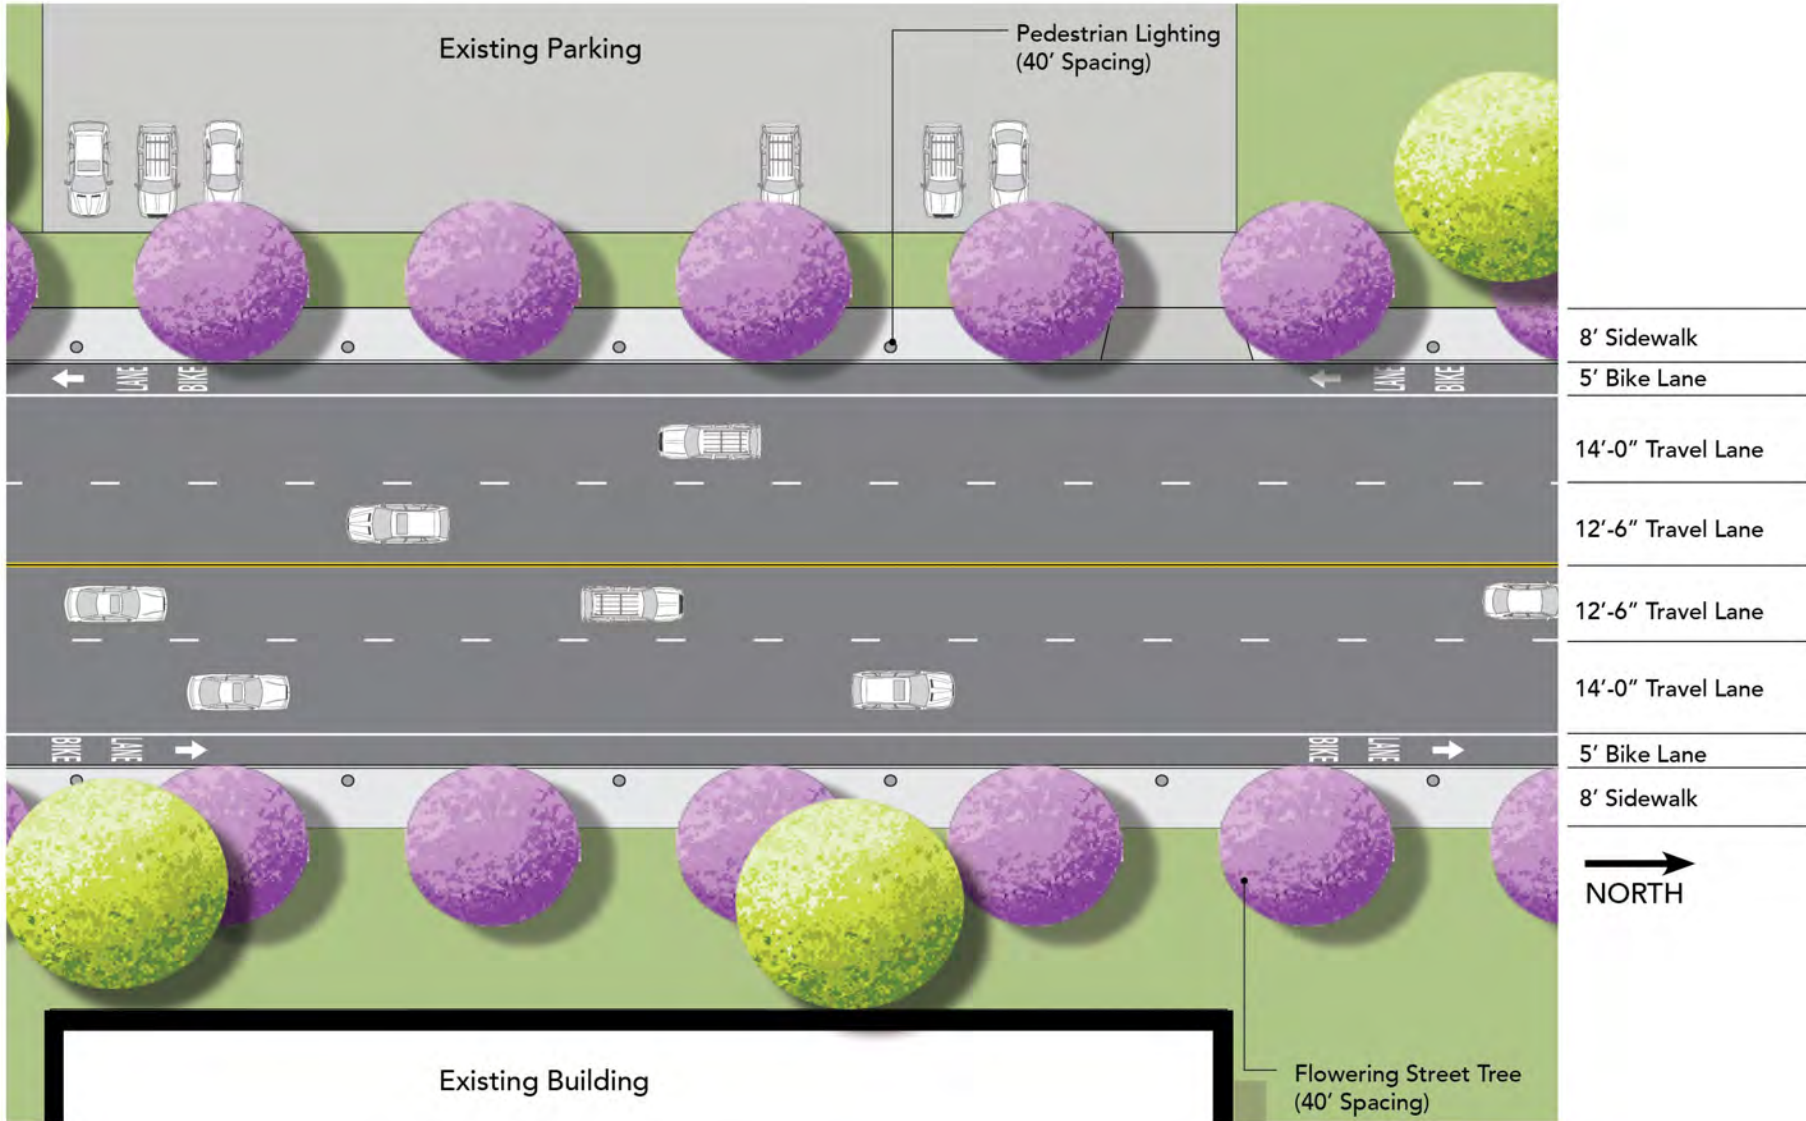 Existing Parking
Pedestrian Lighting
(40' Spacing)
8' Sidewalk
LANE BIKE
LANE BIKE
5' Bike Lane
14'-0" Travel Lane
12'-6" Travel Lane
12'-6" Travel Lane
14'-0" Travel Lane
BIKE LANE
BIKE LANE
5' Bike Lane
8' Sidewalk
NORTH
Existing Building
Flowering Street Tree
(40' Spacing)